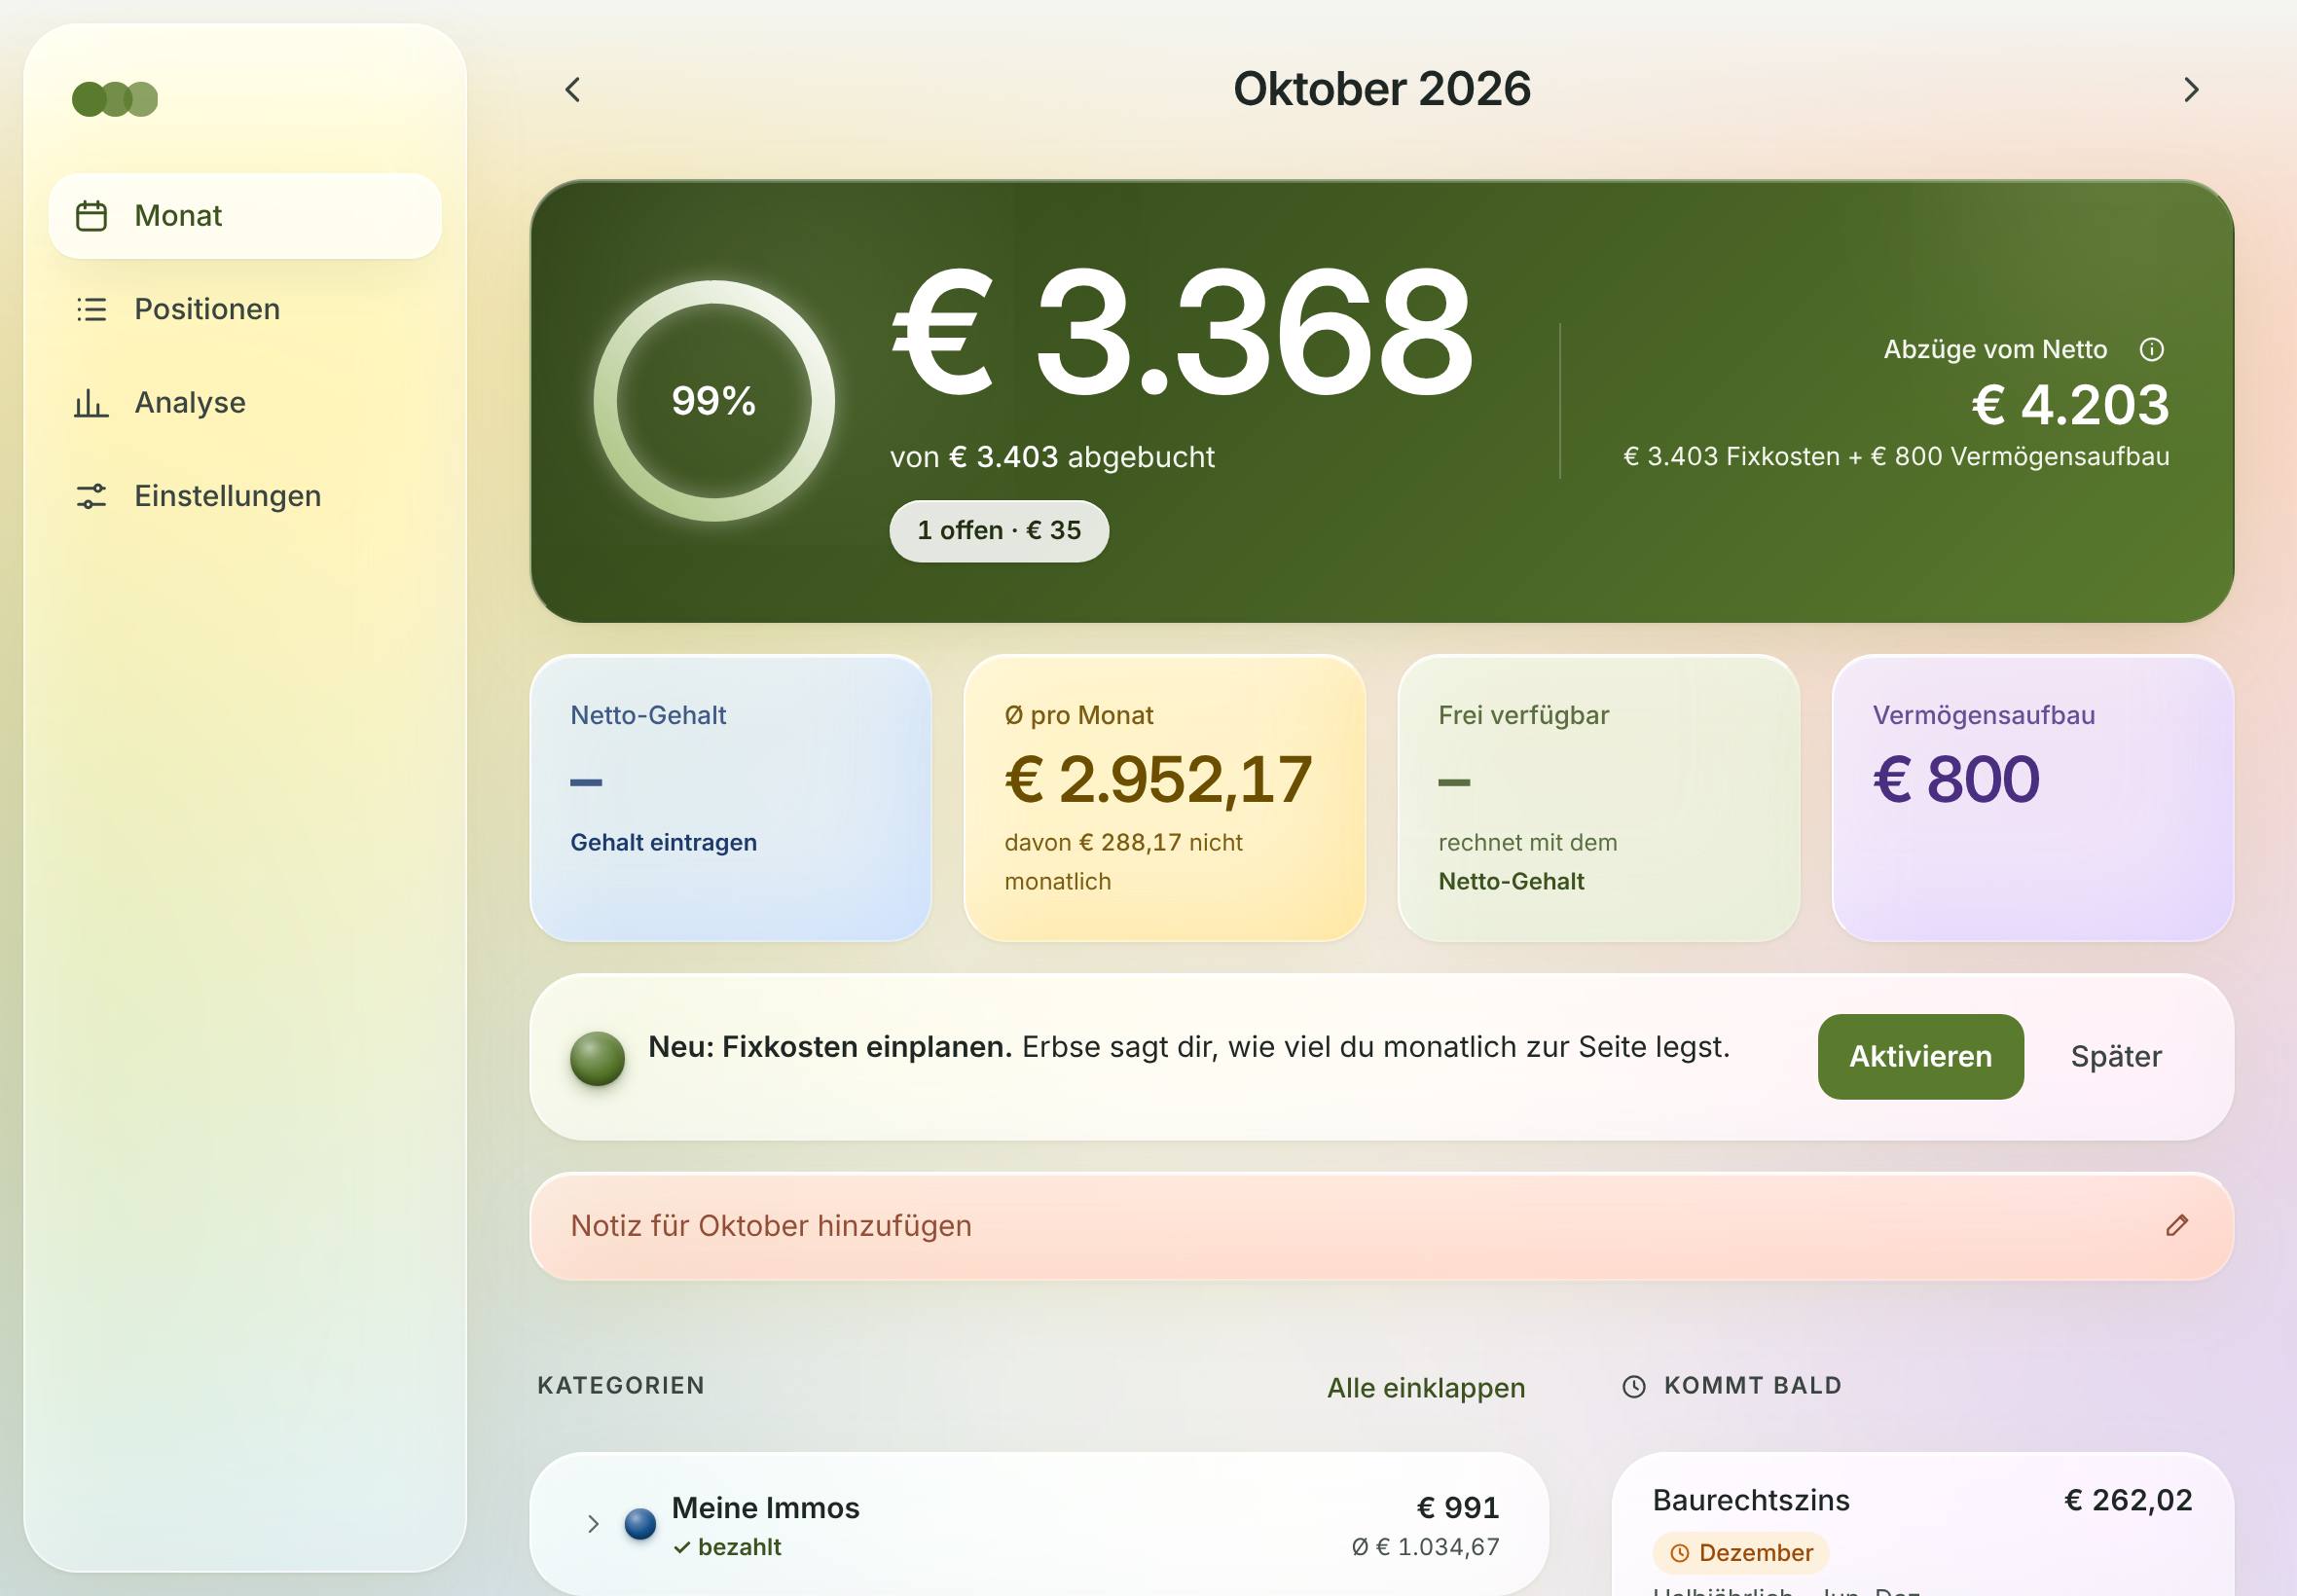 Monat
Positionen
Analyse
Einstellungen
Oktober 2026
99%
€ 3.368
von € 3.403 abgebucht
1 offen · € 35
Abzüge vom Netto
€ 4.203
€ 3.403 Fixkosten + € 800 Vermögensaufbau
Netto-Gehalt
–
Gehalt eintragen
Ø pro Monat
€ 2.952,17
davon € 288,17 nicht
monatlich
Frei verfügbar
–
rechnet mit dem
Netto-Gehalt
Vermögensaufbau
€ 800
Neu: Fixkosten einplanen. Erbse sagt dir, wie viel du monatlich zur Seite legst.
Aktivieren
Später
Notiz für Oktober hinzufügen
KATEGORIEN
Alle einklappen
Meine Immos
✓ bezahlt
€ 991
Ø € 1.034,67
KOMMT BALD
Baurechtszins
€ 262,02
Dezember